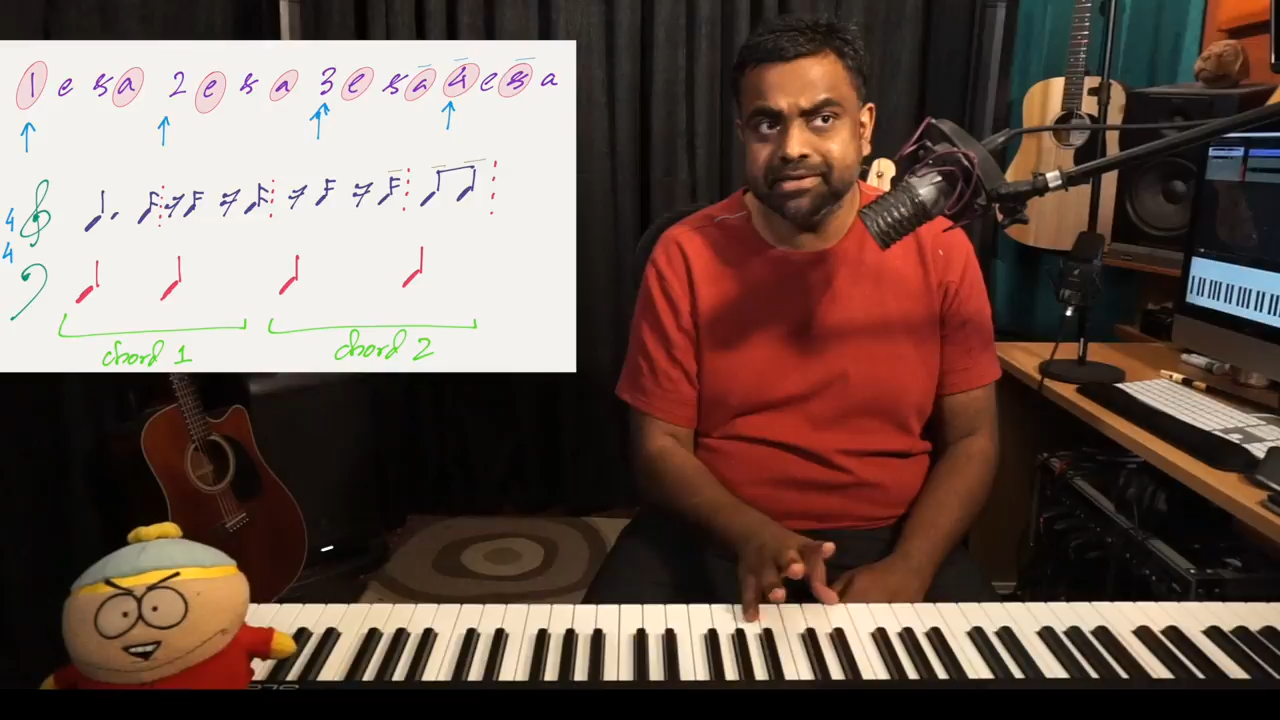 1 e & a 2 e & a 3 e & a 4 e & a
4
4
chord 1 chord 2